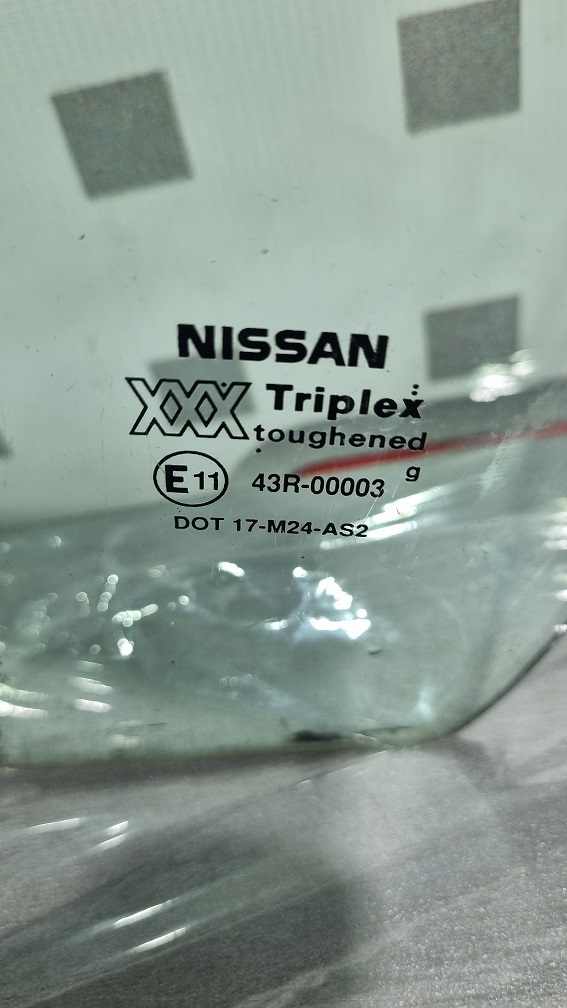 NISSAN
XXX Triplex
toughened
E11 43R-00003 g
DOT 17-M24-AS2